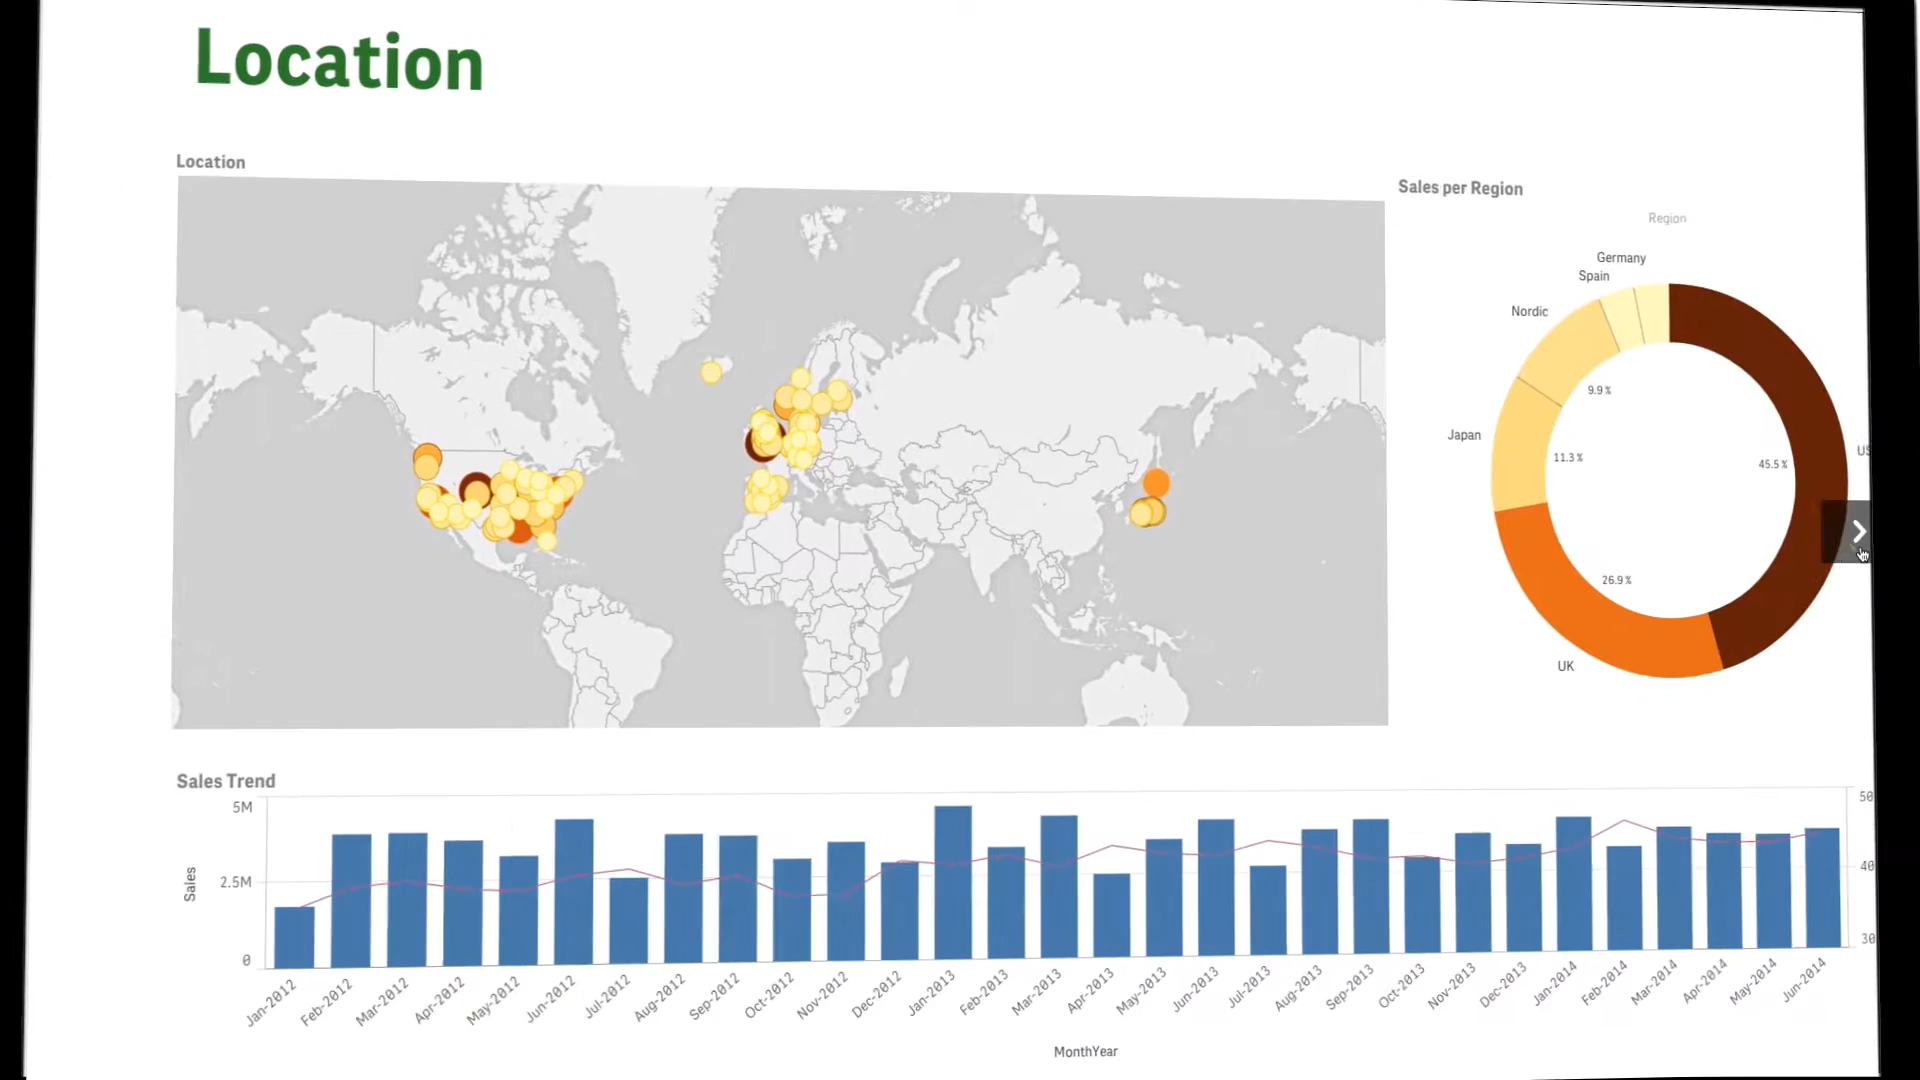 Location
Location
Sales per Region
Region
Germany
Spain
Nordic
Japan
9.9 %
11.3 %
45.5 %
26.9 %
UK
Sales Trend
5M
2.5M
0
Sales
50
40
30
Jan-2012
Feb-2012
Mar-2012
Apr-2012
May-2012
Jun-2012
Jul-2012
Aug-2012
Sep-2012
Oct-2012
Nov-2012
Dec-2012
Jan-2013
Feb-2013
Mar-2013
Apr-2013
May-2013
Jun-2013
Jul-2013
Aug-2013
Sep-2013
Oct-2013
Nov-2013
Dec-2013
Jan-2014
Feb-2014
Mar-2014
Apr-2014
May-2014
Jun-2014
MonthYear